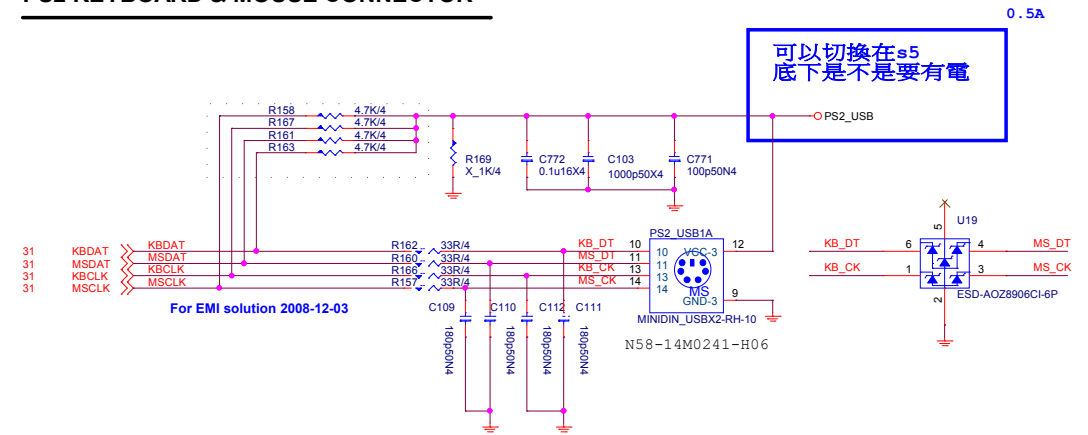 PS2 KEYBOARD & MOUSE CONNECTOR
0.5A
可以切換在s5
底下是不是要有電
R158 4.7K/4
R167 4.7K/4
R161 4.7K/4
R163 4.7K/4
PS2_USB
R169
X_1K/4
C772
0.1u16X4
C103
1000p50X4
C771
100p50N4
31 KBDAT KBDAT R162 33R/4 KB_DT 10
31 MSDAT MSDAT R160 33R/4 MS_DT 11
31 KBCLK KBCLK R166 33R/4 KB_CK 13
31 MSCLK MSCLK R157 33R/4 MS_CK 14
PS2_USB1A
10 VCC-3 12
11
13
14 MS
GND-3 9
MINIDIN_USBX2-RH-10
N58-14M0241-H06
For EMI solution 2008-12-03
C109 C110 C112 C111
180p50N4 180p50N4 180p50N4 180p50N4
U19
5
KB_DT 6 4 MS_DT
KB_CK 1 3 MS_CK
2
ESD-AOZ8906CI-6P